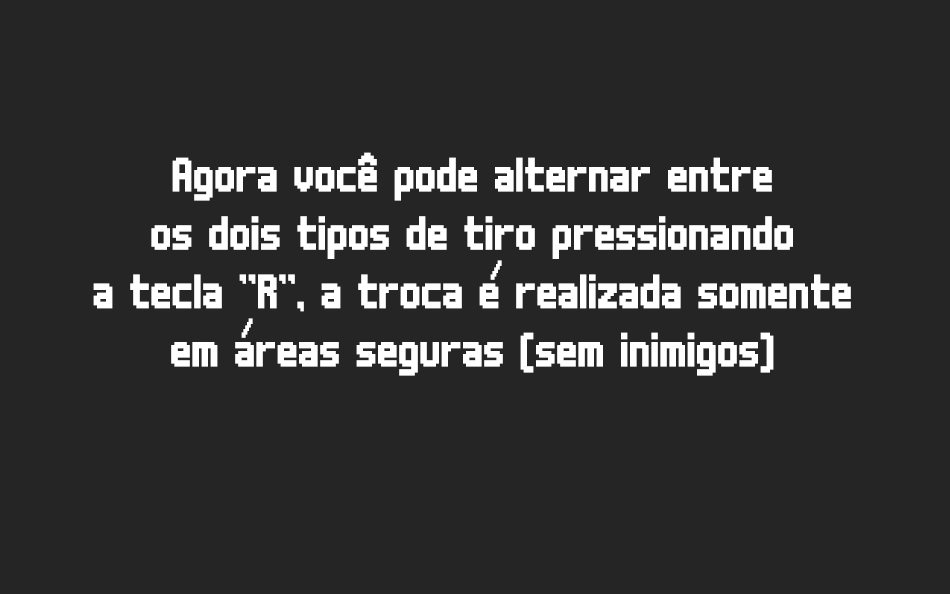 Agora você pode alternar entre
os dois tipos de tiro pressionando
a tecla "R", a troca é realizada somente
em áreas seguras (sem inimigos)